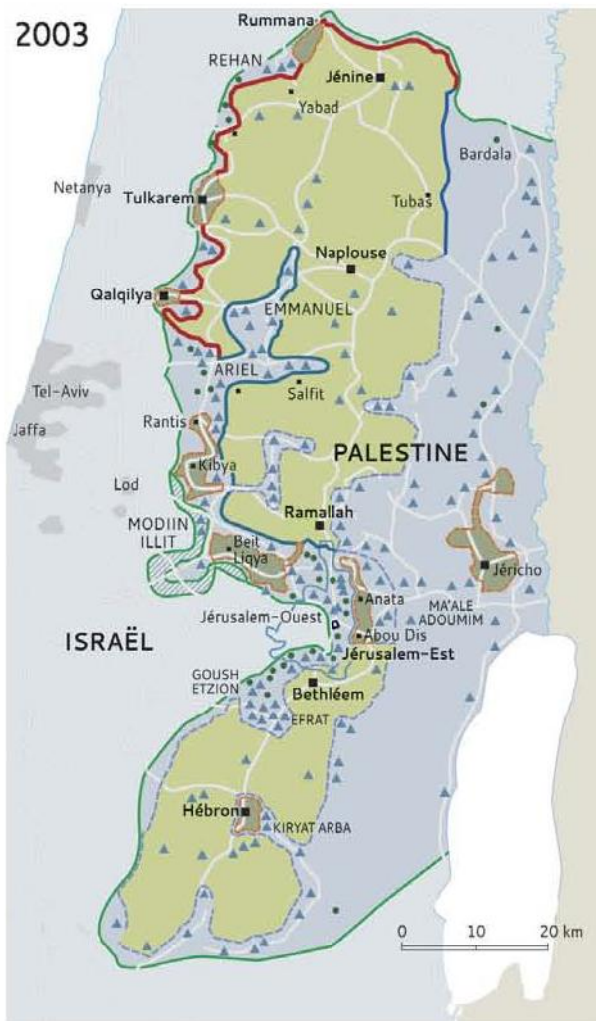 2003
Rummana
REHAN
Jénine
Yabad
Bardala
Netanya
Tulkarem
Tubas
Naplouse
Qalqilya
EMMANUEL
ARIEL
Salfit
Tel-Aviv
Jaffa
Rantis
PALESTINE
Kibya
Lod
Ramallah
MODIIN
ILLIT
Beit
Liqya
Jéricho
Anata
MA'ALE
ADOUMIM
Jérusalem-Ouest
Abou Dis
ISRAËL
Jérusalem-Est
GOUSH
ETZION
Bethléem
EFRAT
Hébron
KIRYAT ARBA
0 10 20 km